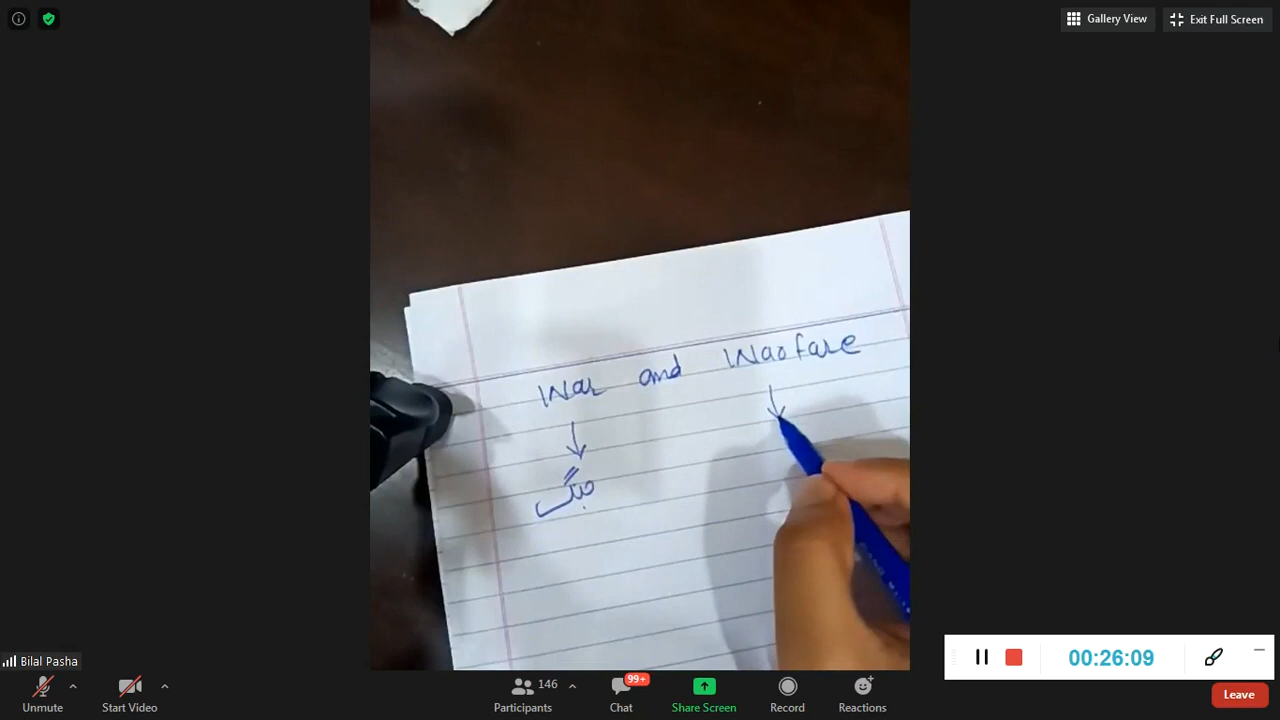 Gallery View
Exit Full Screen
War and Warfare
جنگ
Bilal Pasha
00:26:09
Unmute
Start Video
146
Participants
99+
Chat
Share Screen
Record
Reactions
Leave